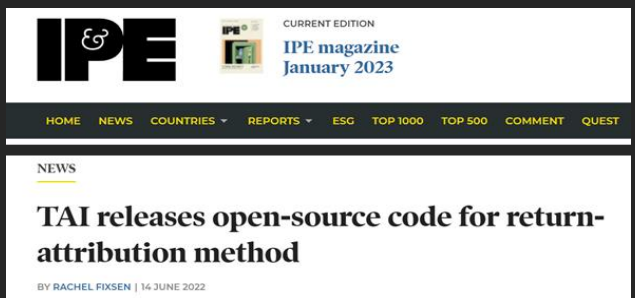 I&PE
CURRENT EDITION
IPE magazine
January 2023
HOME NEWS COUNTRIES REPORTS ESG TOP 1000 TOP 500 COMMENT QUEST
NEWS
TAI releases open-source code for return-
attribution method
BY RACHEL FIXSEN | 14 JUNE 2022